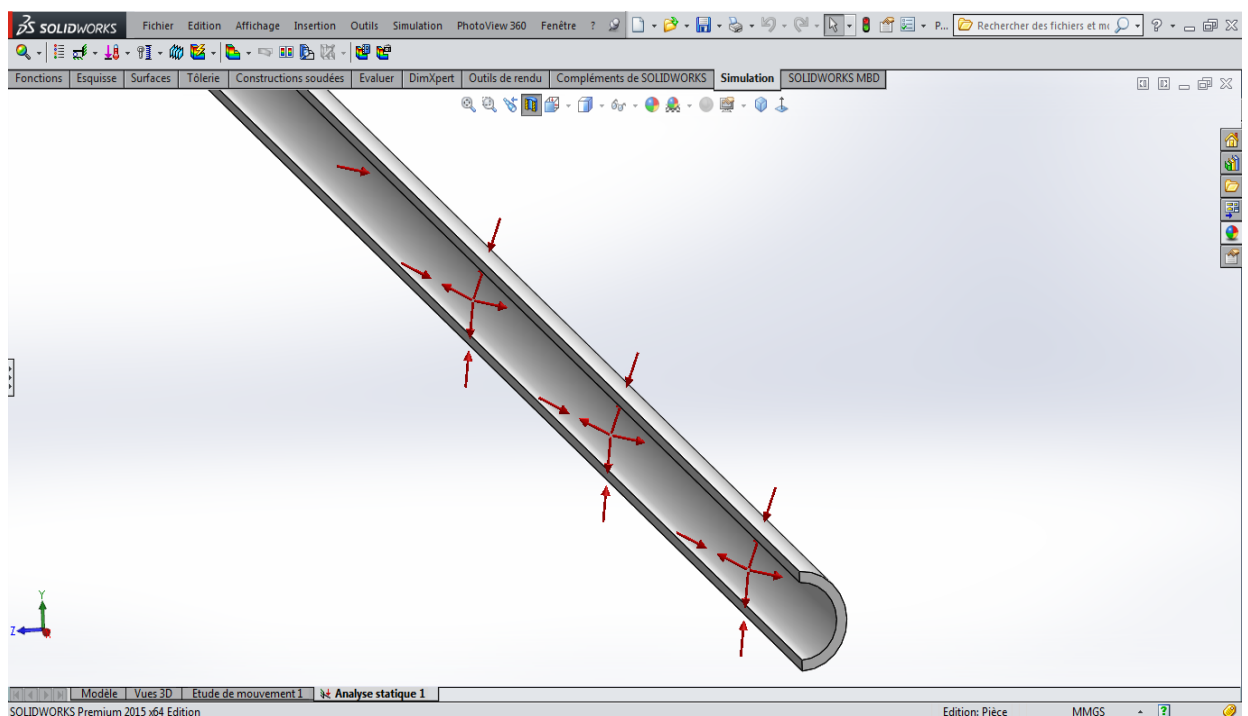 SOLIDWORKS Fichier Edition Affichage Insertion Outils Simulation PhotoView 360 Fenêtre ? P... Rechercher des fichiers et mo ?
Fonctions Esquisse Surfaces Tôlerie Constructions soudées Evaluer DimXpert Outils de rendu Compléments de SOLIDWORKS Simulation SOLIDWORKS MBD
Y
Z
Modèle Vues 3D Etude de mouvement 1 Analyse statique 1
SOLIDWORKS Premium 2015 x64 Edition Edition: Pièce MMGS ?